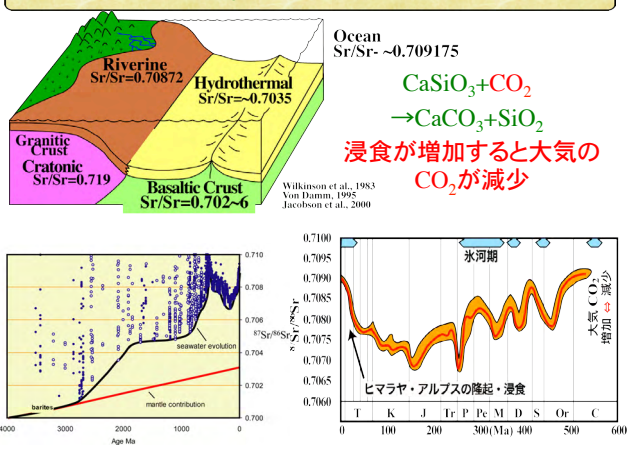 Ocean
Sr/Sr- ~0.709175
Riverine
Sr/Sr=0.70872
Hydrothermal
Sr/Sr=~0.7035
Granitic
Crust
Cratonic
Sr/Sr=0.719
Basaltic Crust
Sr/Sr=0.702~6
Wilkinson et al., 1983
Von Damm, 1995
Jacobson et al., 2000
CaSiO3+CO2
→CaCO3+SiO2
浸食が増加すると大気の
CO2が減少
0.710
0.708
0.706
0.704
0.702
0.700
87Sr/86Sr
seawater evolution
mantle contribution
barites
4000 3000 2000 1000 0
Age Ma
0.7100
0.7090
0.7085
0.7080
0.7075
0.7070
0.7065
0.7060
Sr/86Sr
氷河期
大気 CO2
増加 ⇔ 減少
ヒマラヤ・アルプスの隆起・浸食
T K J Tr P Pe M D S Or C
0 100 200 300(Ma) 400 500 600